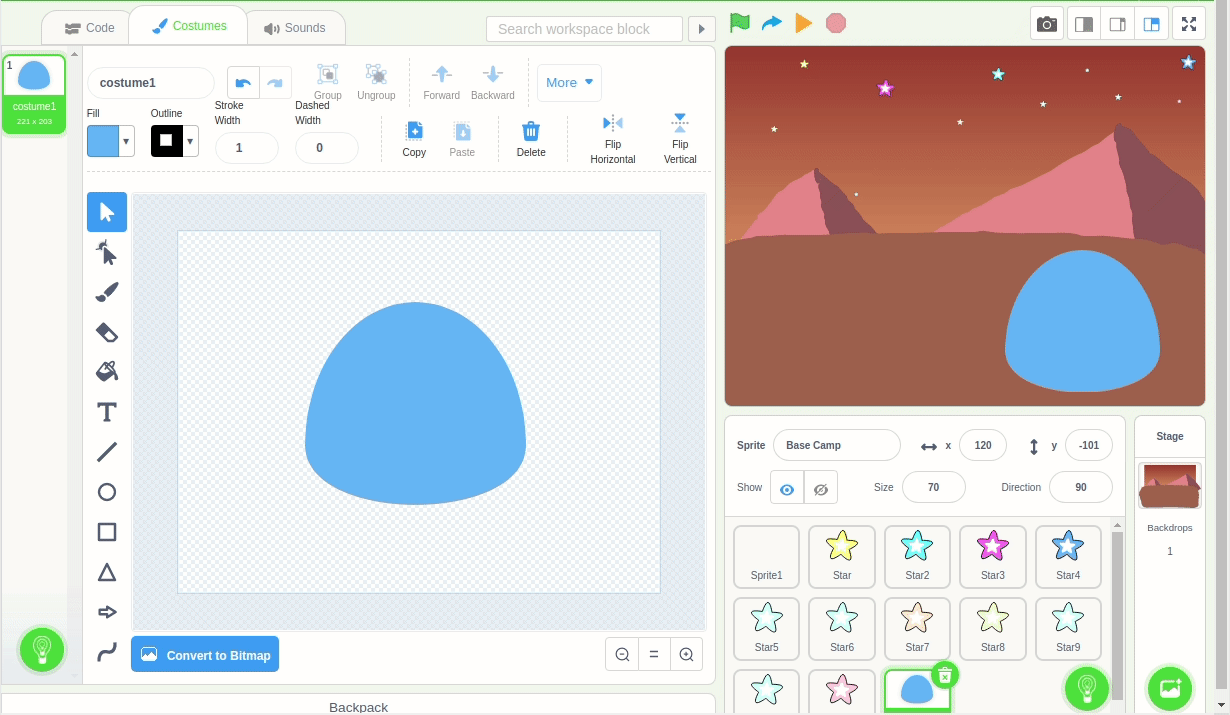 Code
Costumes
Sounds
Search workspace block
1
costume1
221 x 203
costume1
Group
Ungroup
Forward
Backward
More
Fill
Outline
Stroke
Width
Dashed
Width
1
0
Copy
Paste
Delete
Flip
Horizontal
Flip
Vertical
T
Convert to Bitmap
=
Backpack
Sprite
Base Camp
x
120
y
-101
Show
Size
70
Direction
90
Stage
Backdrops
1
Sprite1
Star
Star2
Star3
Star4
Star5
Star6
Star7
Star8
Star9